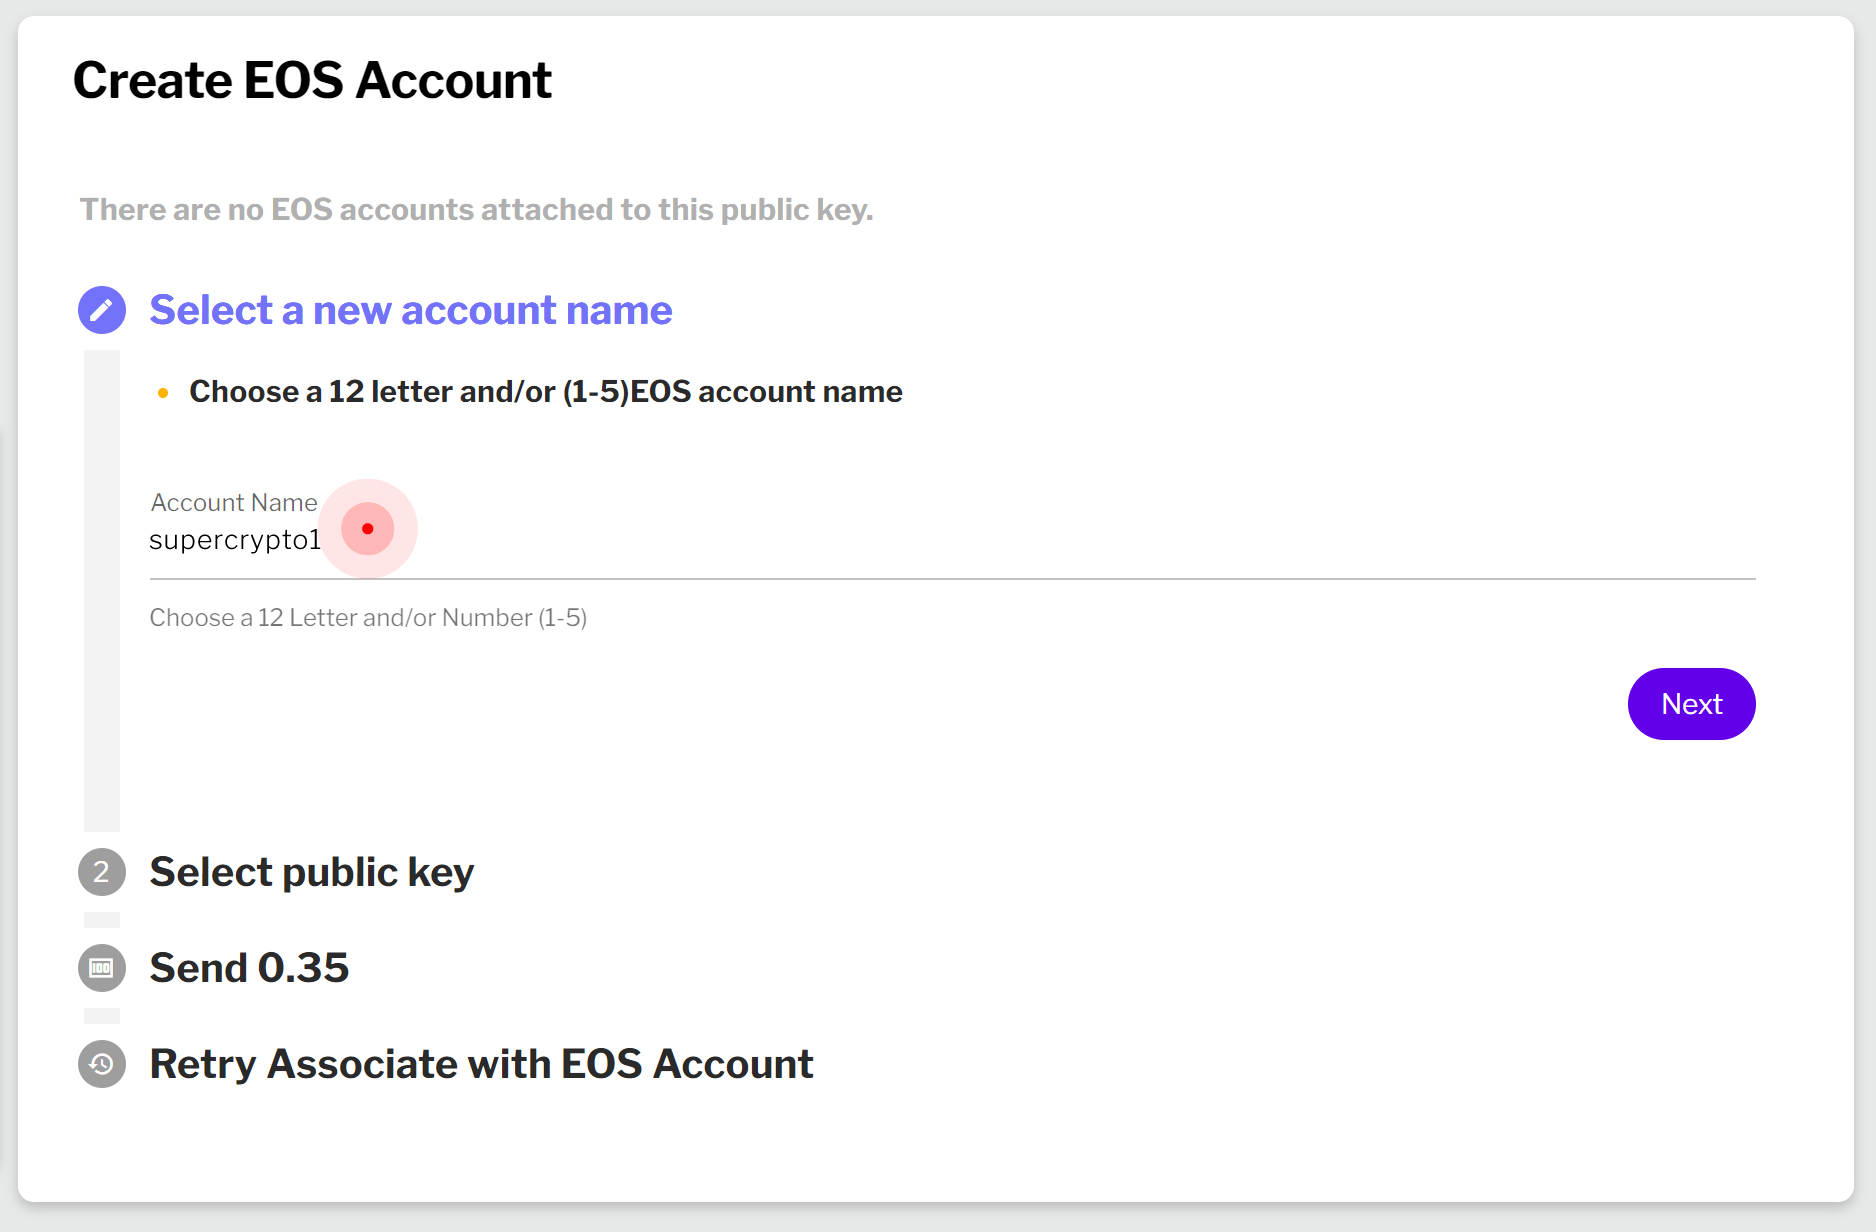 Create EOS Account
There are no EOS accounts attached to this public key.
Select a new account name
Choose a 12 letter and/or (1-5)EOS account name
Account Name
supercrypto1
Choose a 12 Letter and/or Number (1-5)
Next
2 Select public key
100 Send 0.35
Retry Associate with EOS Account